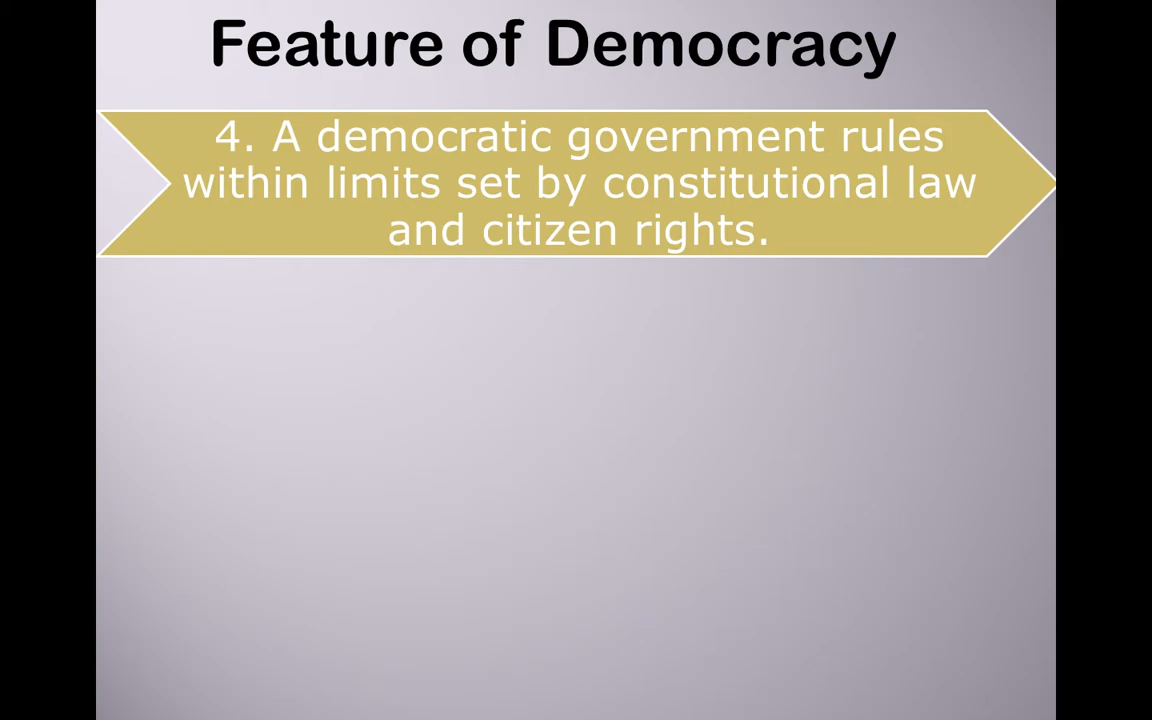 Feature of Democracy
4. A democratic government rules
within limits set by constitutional law
and citizen rights.